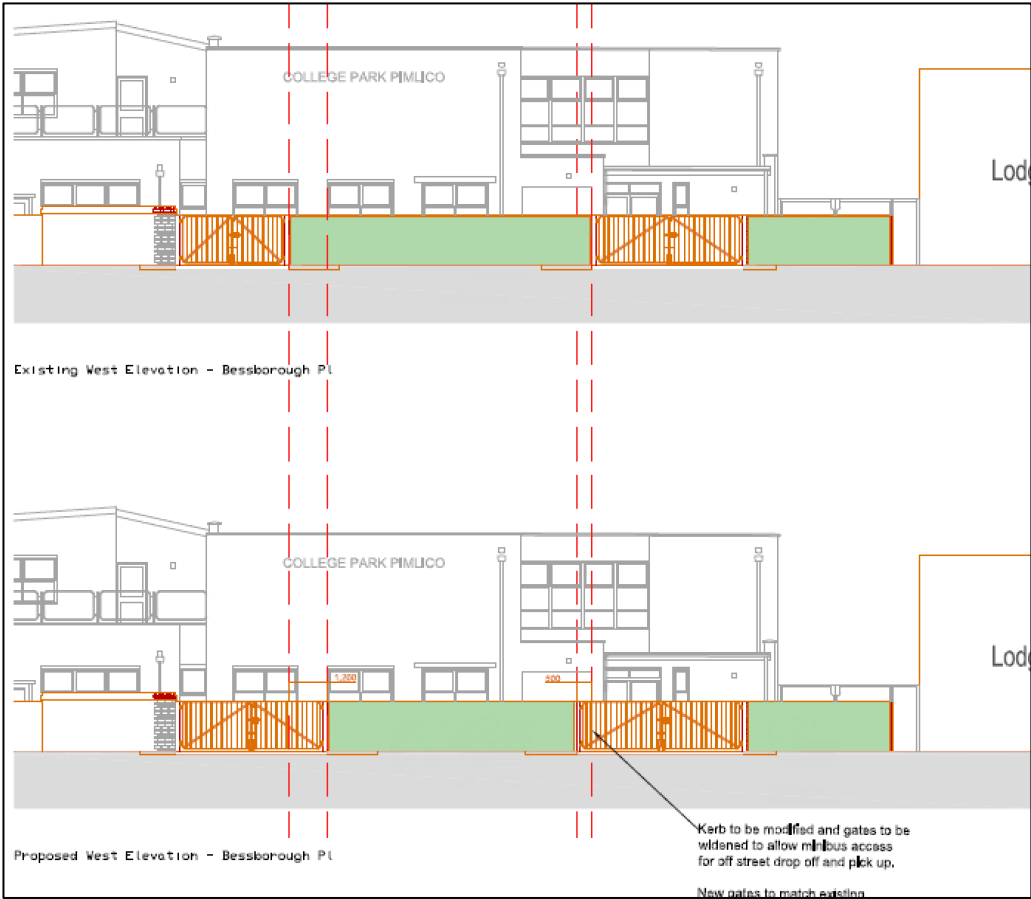 COLLEGE PARK PIMLICO
Lodg
Existing West Elevation - Bessborough Pl
COLLEGE PARK PIMLICO
Lodg
1,200
500
Kerb to be modified and gates to be
widened to allow minibus access
for off street drop off and pick up.
New gates to match existing
Proposed West Elevation - Bessborough Pl